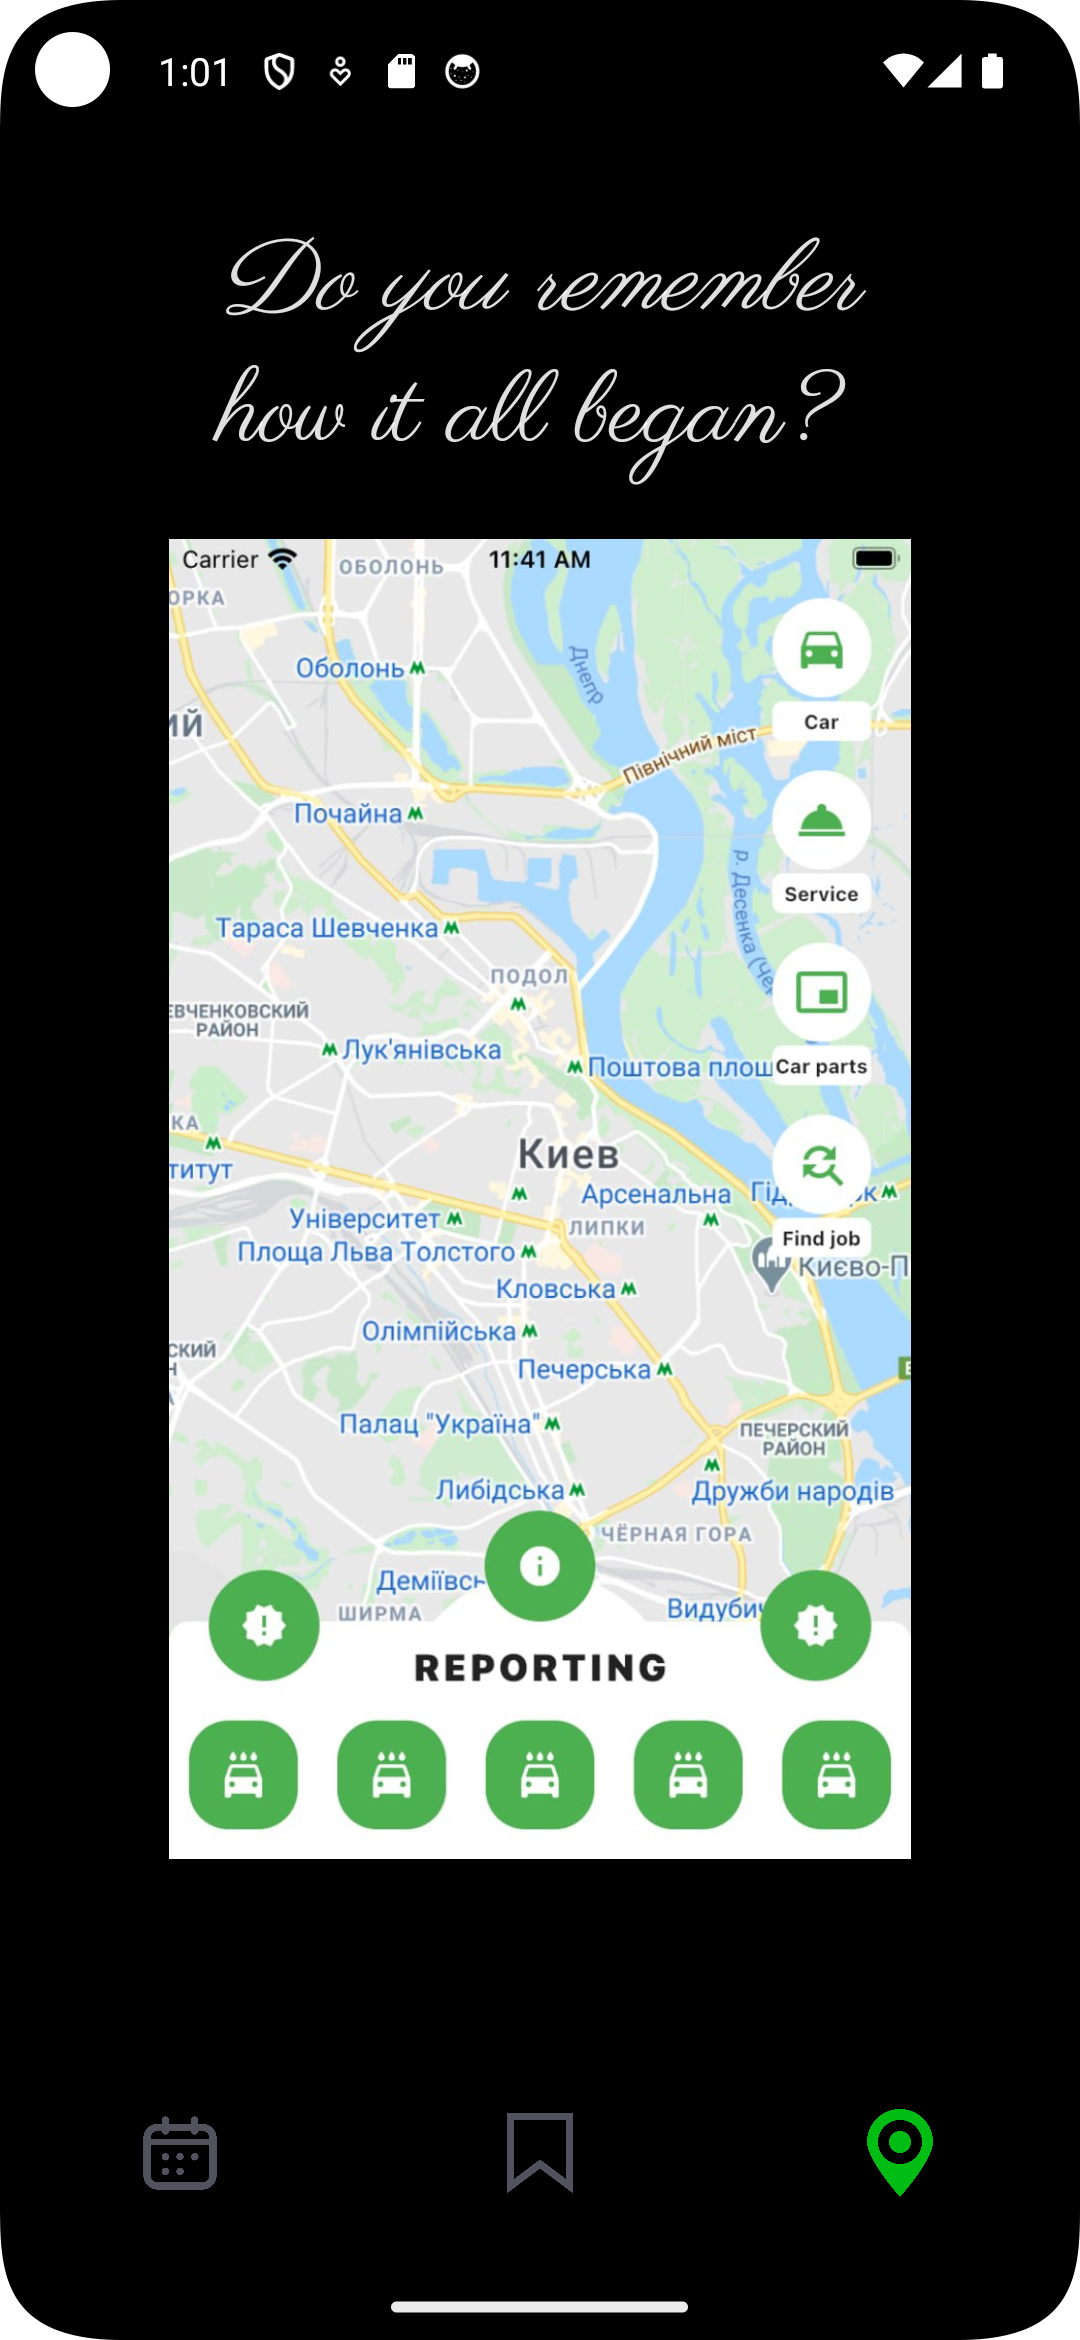 1:01
Do you remember
how it all began?
Carrier 11:41 AM
ОБОЛОНЬ
ОРКА
Оболонь
Днепр
ИЙ
Car
Північний міст
Почайна
Service
р. Десенка (Че
Тараса Шевченка
ПОДОЛ
ЕВЧЕНКОВСКИЙ
РАЙОН
Лук'янівська
Поштова площ
Car parts
КА
титут
Киев
Арсенальна
Гід
рк
Університет
ЛИПКИ
Find job
Площа Льва Толстого
Києво-П
Кловська
Олімпійська
СКИЙ
Печерська
Палац "Україна"
ПЕЧЕРСКИЙ
РАЙОН
Либідська
Дружби народів
ЧЁРНАЯ ГОРА
Деміївсь
ШИРМА
Видубич
REPORTING